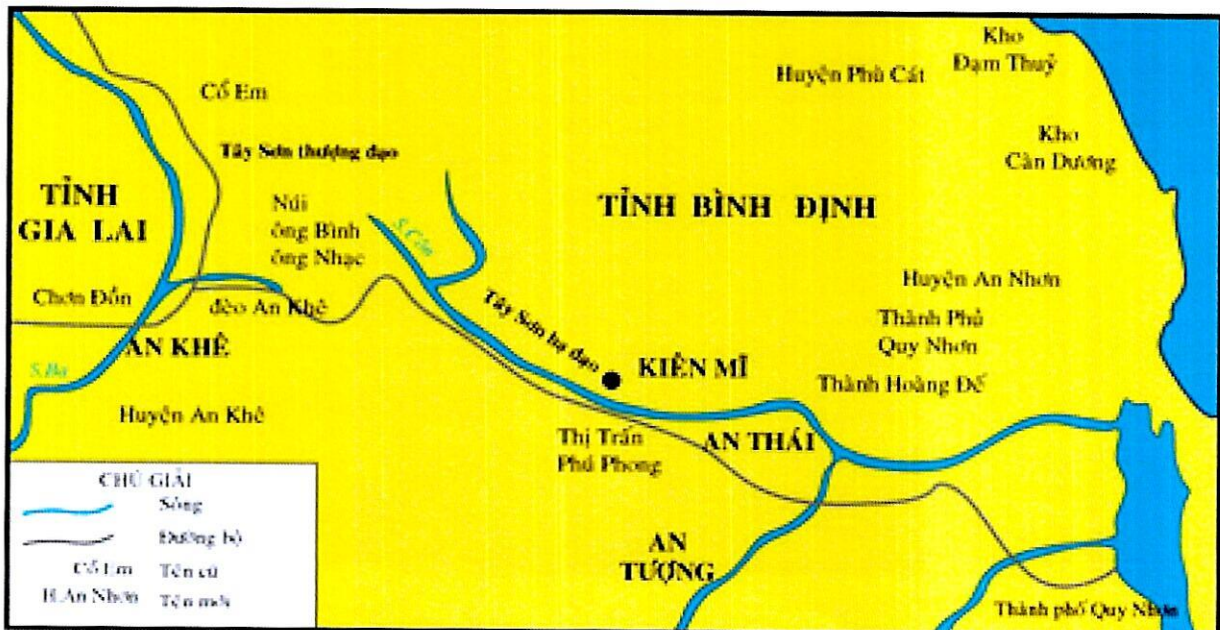 Kho
Đạm Thuỷ
Huyện Phù Cát
Cổ Em
Kho
Càn Dương
Tây Sơn thượng đạo
TỈNH
GIA LAI
Núi
ông Bình
ông Nhạc
S.Côn
TỈNH BÌNH ĐỊNH
Huyện An Nhơn
Chơn Đồn
đèo An Khê
Thành Phủ
Quy Nhơn
Tây Sơn hạ đạo
AN KHÊ
KIÊN MĨ
Thành Hoàng Đế
S.Ba
Huyện An Khê
Thị Trấn
Phú Phong
AN THÁI
CHÚ GIẢI
Sông
Đường bộ
Cổ Em Tên cũ
H.An Nhơn Tên mới
AN
TƯỢNG
Thành phố Quy Nhơn